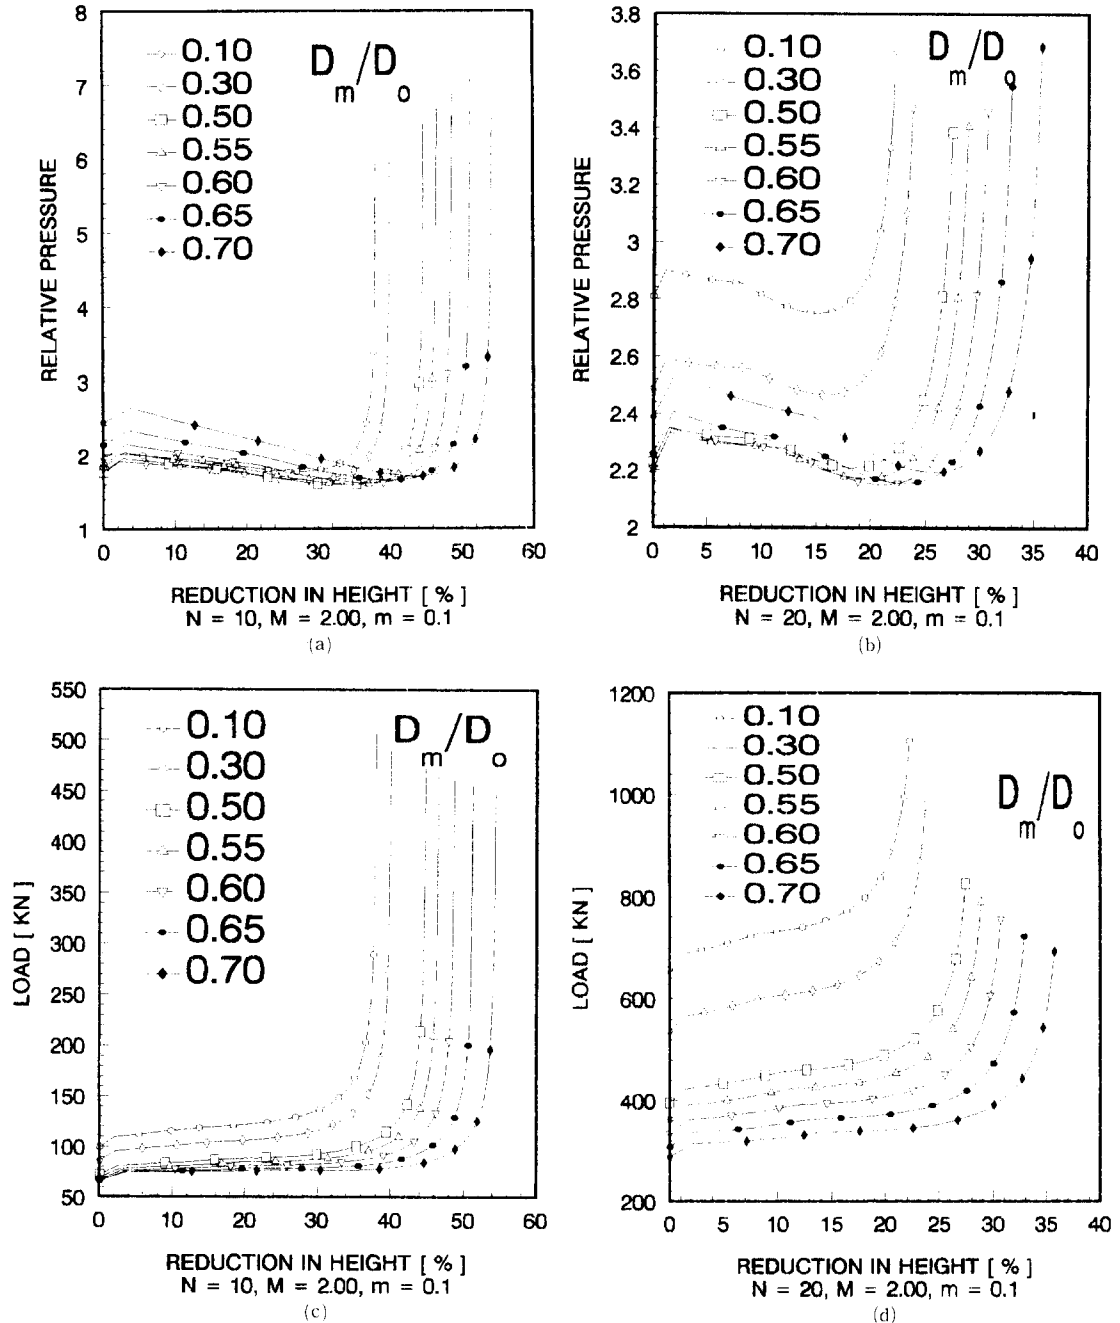 8
7
6
5
4
3
2
1
RELATIVE PRESSURE
0.10
0.30
0.50
0.55
0.60
0.65
0.70
Dm/Do
0 10 20 30 40 50 60
REDUCTION IN HEIGHT [ % ]
N = 10, M = 2.00, m = 0.1
(a)
3.8
3.6
3.4
3.2
3
2.8
2.6
2.4
2.2
2
RELATIVE PRESSURE
0.10
0.30
0.50
0.55
0.60
0.65
0.70
Dm/Do
0 5 10 15 20 25 30 35 40
REDUCTION IN HEIGHT [ % ]
N = 20, M = 2.00, m = 0.1
(b)
550
500
450
400
350
300
250
200
150
100
50
LOAD [ KN ]
0.10
0.30
0.50
0.55
0.60
0.65
0.70
Dm/Do
0 10 20 30 40 50 60
REDUCTION IN HEIGHT [ % ]
N = 10, M = 2.00, m = 0.1
(c)
1200
1000
800
600
400
200
LOAD [ KN ]
0.10
0.30
0.50
0.55
0.60
0.65
0.70
Dm/Do
0 5 10 15 20 25 30 35 40
REDUCTION IN HEIGHT [ % ]
N = 20, M = 2.00, m = 0.1
(d)